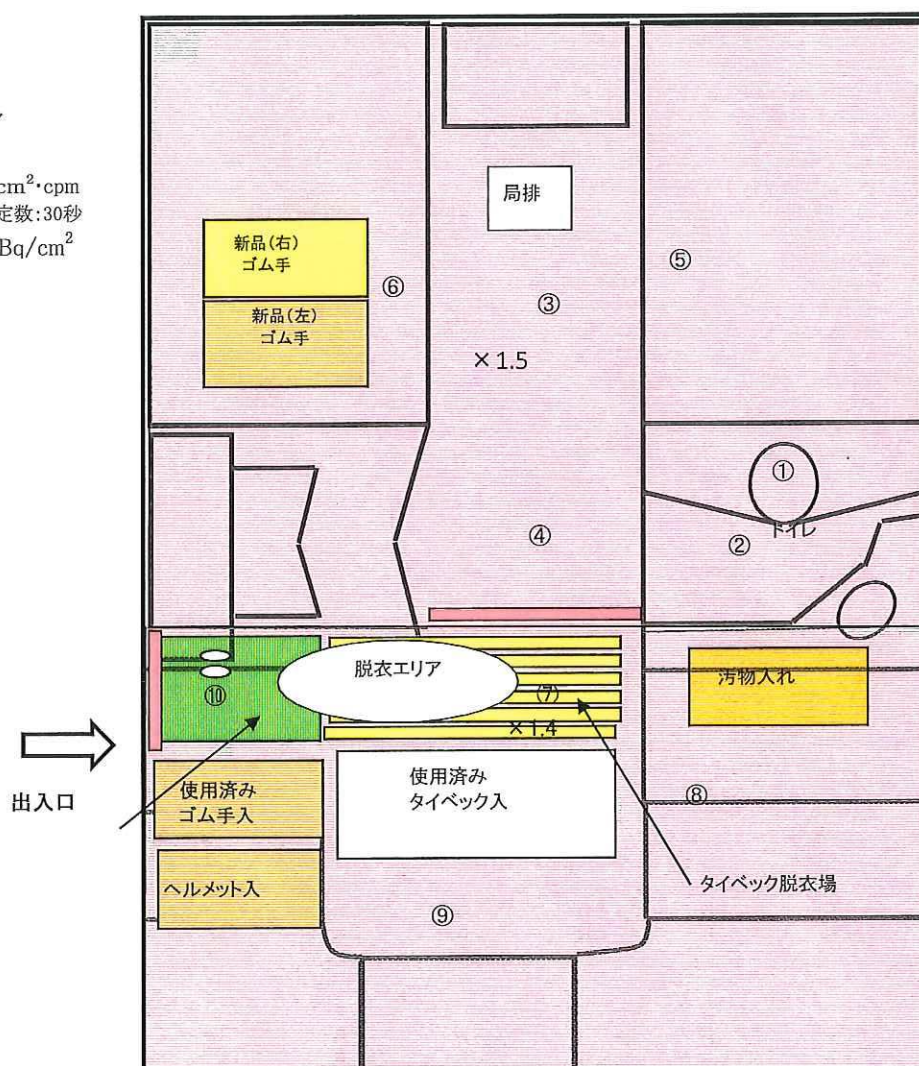 cm²･cpm
定数:30秒
Bq/cm²
局排
新品(右)
ゴム手
⑥
⑤
③
新品(左)
ゴム手
×1.5
①
④
②
トイレ
脱衣エリア
汚物入れ
⑩
⑦
×1.4
出入口
使用済み
ゴム手入
使用済み
タイベック入
⑧
ヘルメット入
タイベック脱衣場
⑨